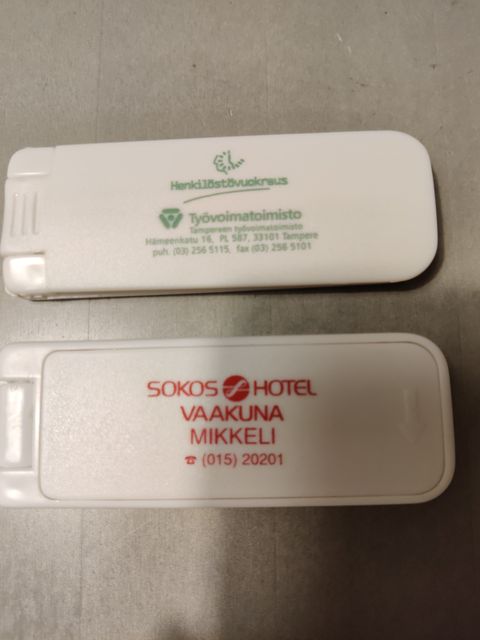 Henkilöstövuokraus
Työvoimatoimisto
Tampereen työvoimatoimisto
Hämeenkatu 16, PL 587, 33101 Tampere
puh. (03) 256 5115, fax (03) 256 5101
SOKOS HOTEL
VAAKUNA
MIKKELI
☎ (015) 20201